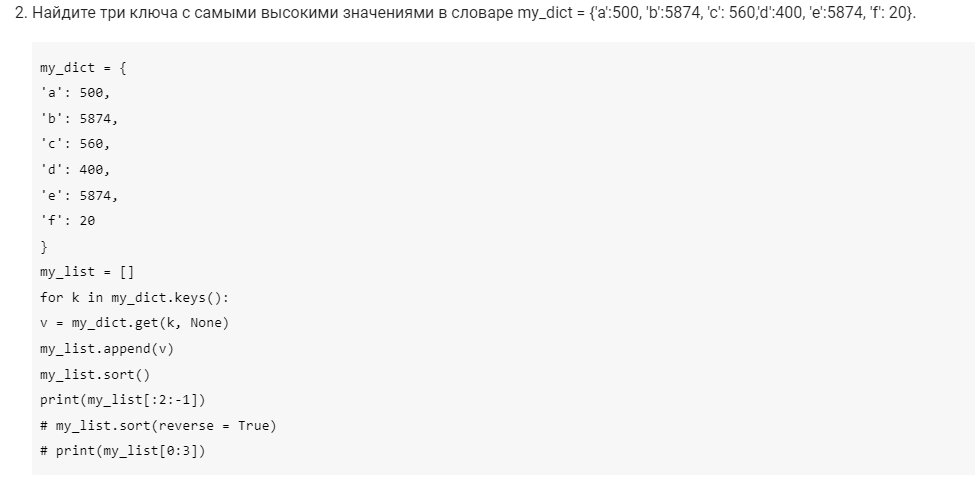 2. Найдите три ключа с самыми высокими значениями в словаре my_dict = {'a':500, 'b':5874, 'c': 560,'d':400, 'e':5874, 'f': 20}.
my_dict = {
'a': 500,
'b': 5874,
'c': 560,
'd': 400,
'e': 5874,
'f': 20
}
my_list = []
for k in my_dict.keys():
v = my_dict.get(k, None)
my_list.append(v)
my_list.sort()
print(my_list[:2:-1])
# my_list.sort(reverse = True)
# print(my_list[0:3])